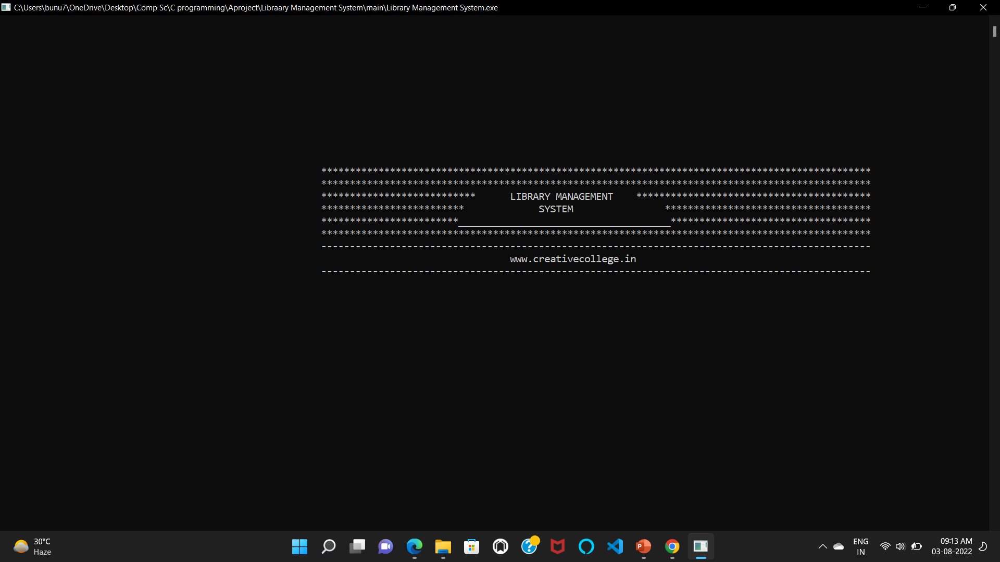 C:\Users\bunu7\OneDrive\Desktop\Comp Sc\C programming\Aproject\Libraary Management System\main\Library Management System.exe
************************************************************************************************
************************************************************************************************
*************************** LIBRARY MANAGEMENT *****************************************
************************* SYSTEM ************************************
************************_____________________________________***********************************
************************************************************************************************
------------------------------------------------------------------------------------------------
www.creativecollege.in
------------------------------------------------------------------------------------------------
30°C
Haze
ENG
IN
09:13 AM
03-08-2022